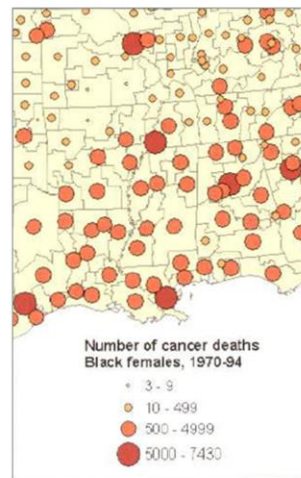 Number of cancer deaths
Black females, 1970-94
3 - 9
10 - 499
500 - 4999
5000 - 7430